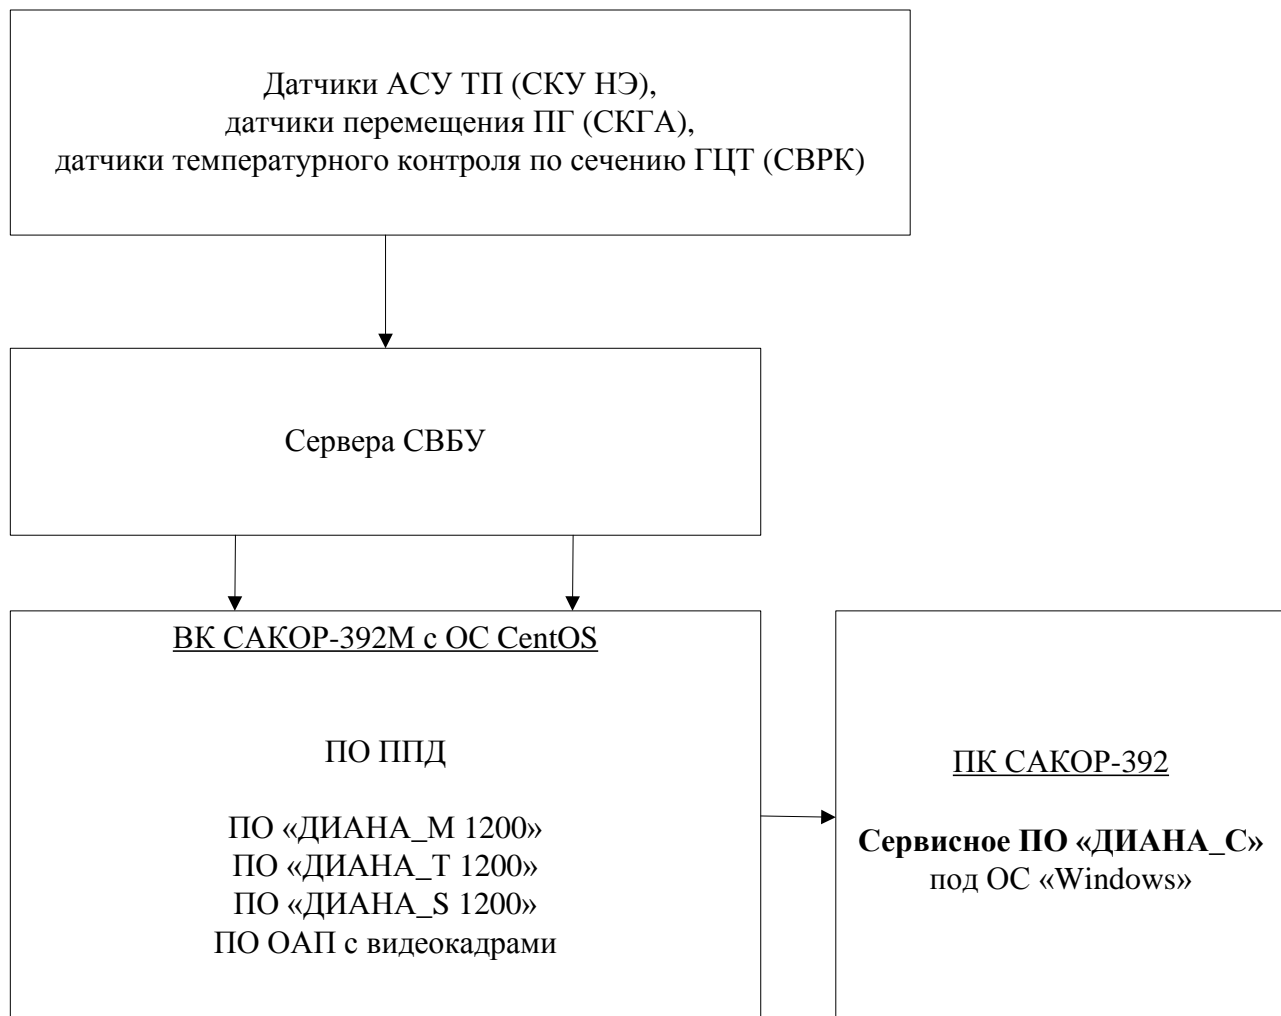 Датчики АСУ ТП (СКУ НЭ),
датчики перемещения ПГ (СКГА),
датчики температурного контроля по сечению ГЦТ (СВРК)
Сервера СВБУ
ВК САКОР-392М с ОС CentOS
ПО ППД
ПО «ДИАНА_М 1200»
ПО «ДИАНА_Т 1200»
ПО «ДИАНА_S 1200»
ПО ОАП с видеокадрами
ПК САКОР-392
Сервисное ПО «ДИАНА_С»
под ОС «Windows»